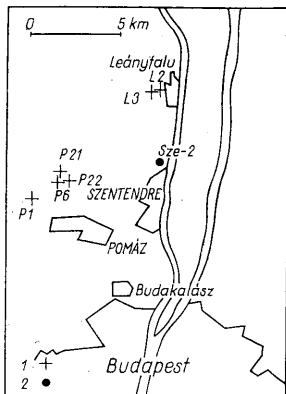 0 5 km
Leányfalu
L2
L3
Sze-2
P21
P22
SZENTENDRE
P6
P1
POMÁZ
Budakalász
1
Budapest
2